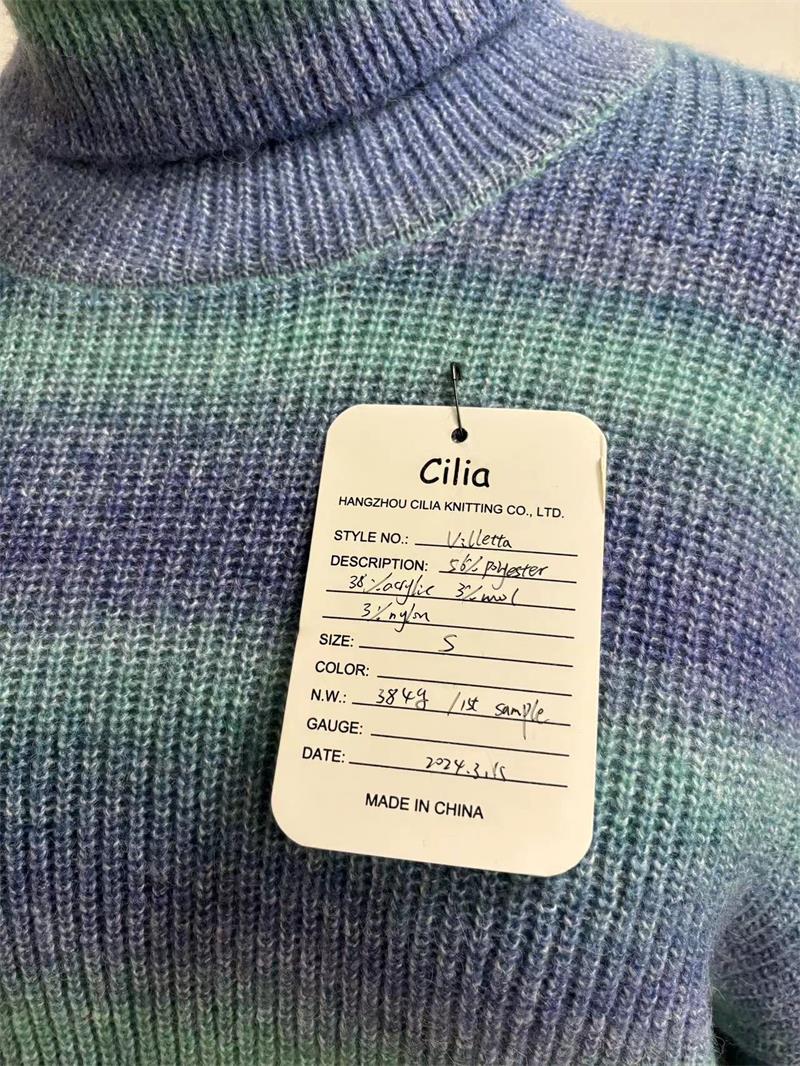 Cilia
HANGZHOU CILIA KNITTING CO., LTD.
STYLE NO.: Villetta
DESCRIPTION: 56% polyester
38% acrylic 3% wool
3% nylon
SIZE: S
COLOR:
N.W.: 384g /1st sample
GAUGE:
DATE: 2024.3.15
MADE IN CHINA